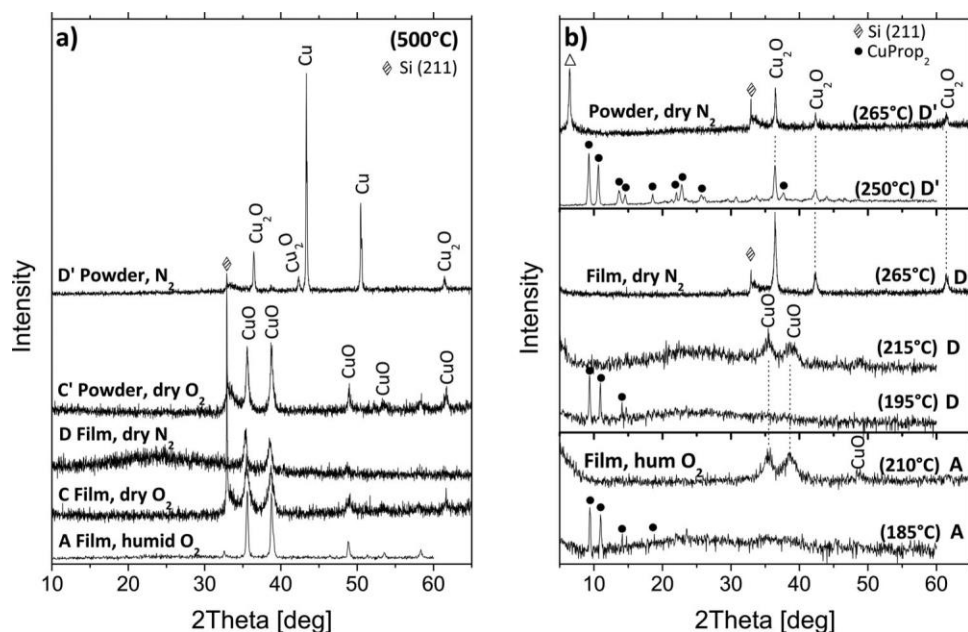 a)
(500°C)
Si (211)
Cu
Cu
Cu₂O
Cu₂O
Cu₂O
D' Powder, N₂
CuO
CuO
CuO
CuO
CuO
C' Powder, dry O₂
D Film, dry N₂
C Film, dry O₂
A Film, humid O₂
Intensity
10 20 30 40 50 60
2Theta [deg]
b)
Si (211)
CuProp₂
Cu₂O
Cu₂O
Cu₂O
Powder, dry N₂
(265°C) D'
(250°C) D'
Film, dry N₂
(265°C) D
CuO
CuO
(215°C) D
(195°C) D
Film, hum O₂
CuO
(210°C) A
(185°C) A
Intensity
5 10 20 30 40 50 60
2Theta [deg]